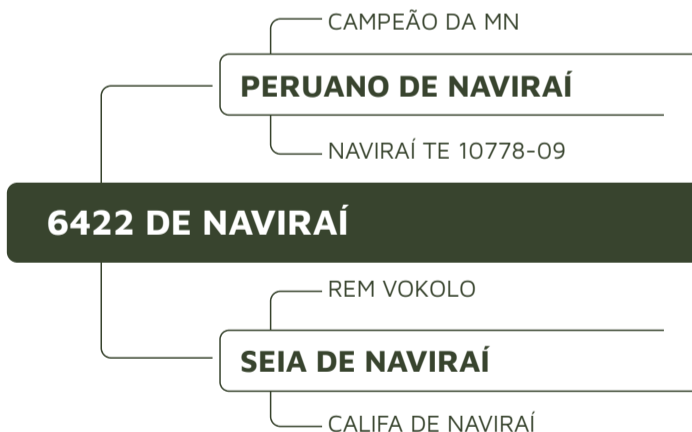 CAMPEÃO DA MN
PERUANO DE NAVIRAÍ
NAVIRAÍ TE 10778-09
6422 DE NAVIRAÍ
REM VOKOLO
SEIA DE NAVIRAÍ
CALIFA DE NAVIRAÍ